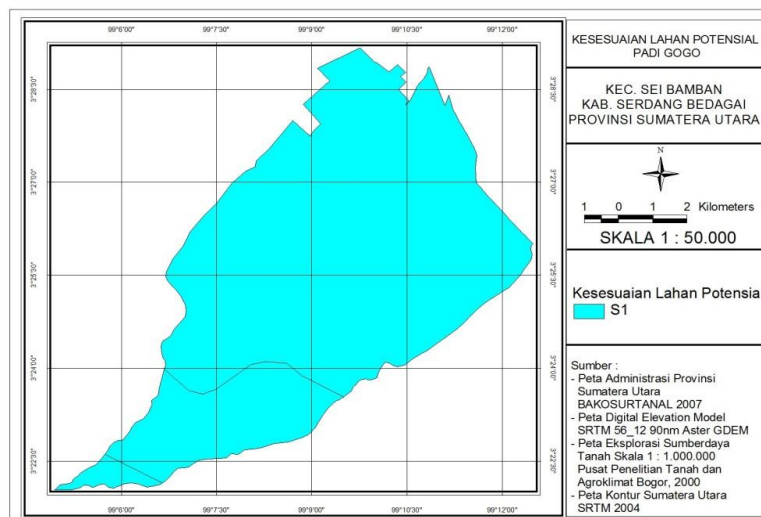 99°6'00" 99°7'30" 99°9'00" 99°10'30" 99°12'00"
3°28'30" 3°28'30"
3°27'00" 3°27'00"
3°25'30" 3°25'30"
3°24'00" 3°24'00"
3°22'30" 3°22'30"
99°6'00" 99°7'30" 99°9'00" 99°10'30" 99°12'00"
KESESUAIAN LAHAN POTENSIAL
PADI GOGO
KEC. SEI BAMBAN
KAB. SERDANG BEDAGAI
PROVINSI SUMATERA UTARA
N
1 0 1 2 Kilometers
SKALA 1 : 50.000
Kesesuaian Lahan Potensia
S1
Sumber :
- Peta Administrasi Provinsi
Sumatera Utara
BAKOSURTANAL 2007
- Peta Digital Elevation Model
SRTM 56_12 90nm Aster GDEM
- Peta Eksplorasi Sumberdaya
Tanah Skala 1 : 1.000.000
Pusat Penelitian Tanah dan
Agroklimat Bogor, 2000
- Peta Kontur Sumatera Utara
SRTM 2004